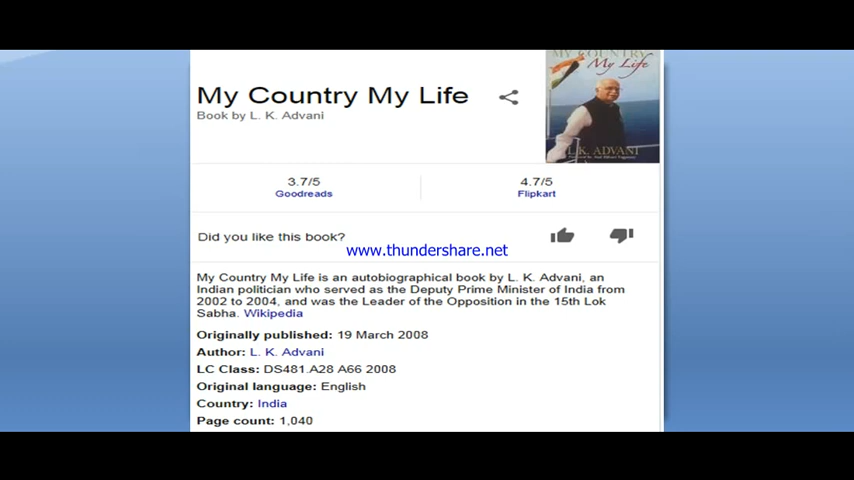 MY COUNTRY
My Life
My Country My Life
Book by L. K. Advani
L.K. ADVANI
3.7/5
Goodreads
4.7/5
Flipkart
Did you like this book?
www.thundershare.net
My Country My Life is an autobiographical book by L. K. Advani, an
Indian politician who served as the Deputy Prime Minister of India from
2002 to 2004, and was the Leader of the Opposition in the 15th Lok
Sabha. Wikipedia
Originally published: 19 March 2008
Author: L. K. Advani
LC Class: DS481.A28 A66 2008
Original language: English
Country: India
Page count: 1,040